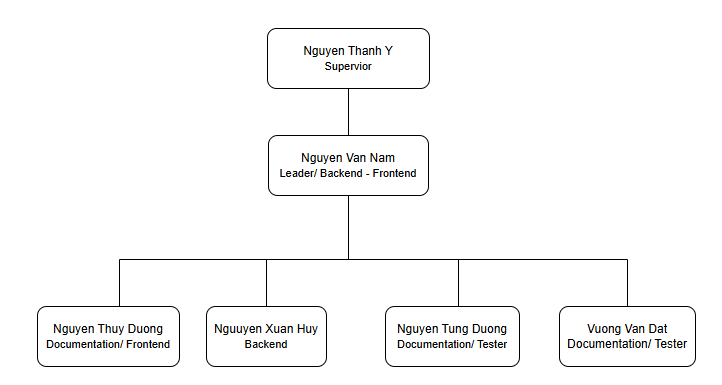 Nguyen Thanh Y
Supervior
Nguyen Van Nam
Leader/ Backend - Frontend
Nguyen Thuy Duong
Documentation/ Frontend
Nguuyen Xuan Huy
Backend
Nguyen Tung Duong
Documentation/ Tester
Vuong Van Dat
Documentation/ Tester